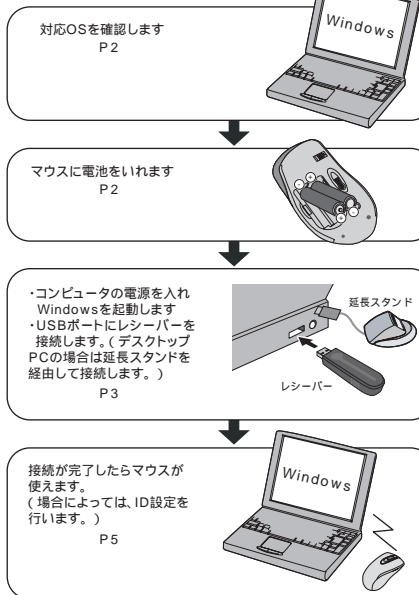 対応OSを確認します
P2
Windows
マウスに電池をいれます
P2
・コンピュータの電源を入れ
Windowsを起動します
・USBポートにレシーバーを
接続します。(デスクトップ
PCの場合は延長スタンドを
経由して接続します。)
P3
延長スタンド
レシーバー
接続が完了したらマウスが
使えます。
(場合によっては、ID設定を
行います。)
P5
Windows